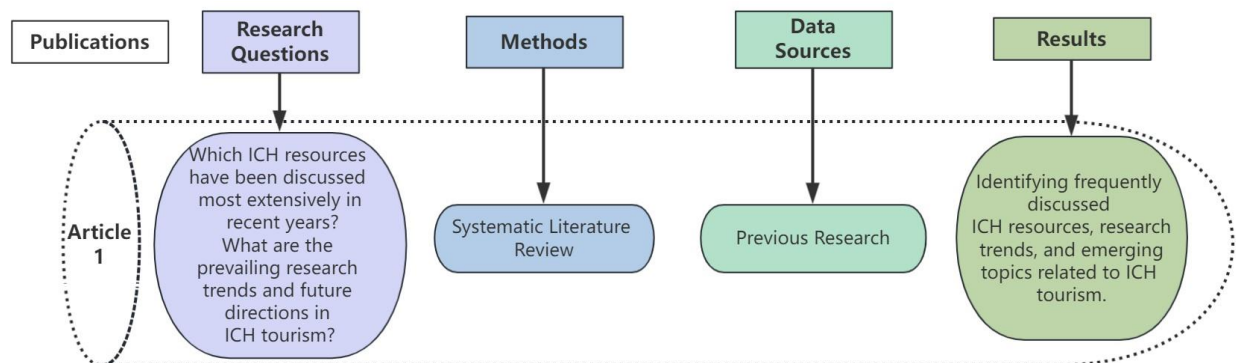 Publications
Research
Questions
Methods
Data
Sources
Results
Article
1
Which ICH resources
have been discussed
most extensively in
recent years?
What are the
prevailing research
trends and future
directions in
ICH tourism?
Systematic Literature
Review
Previous Research
Identifying frequently
discussed
ICH resources, research
trends, and emerging
topics related to ICH
tourism.